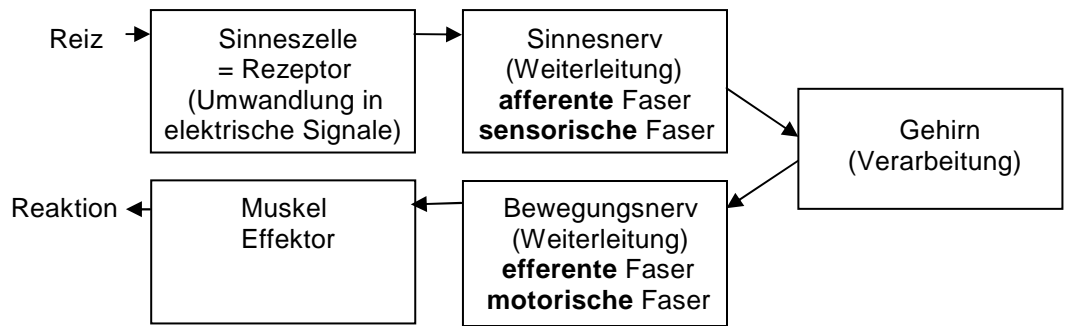 Reiz
Sinneszelle
= Rezeptor
(Umwandlung in
elektrische Signale)
Sinnesnerv
(Weiterleitung)
afferente Faser
sensorische Faser
Gehirn
(Verarbeitung)
Bewegungsnerv
(Weiterleitung)
efferente Faser
motorische Faser
Muskel
Effektor
Reaktion